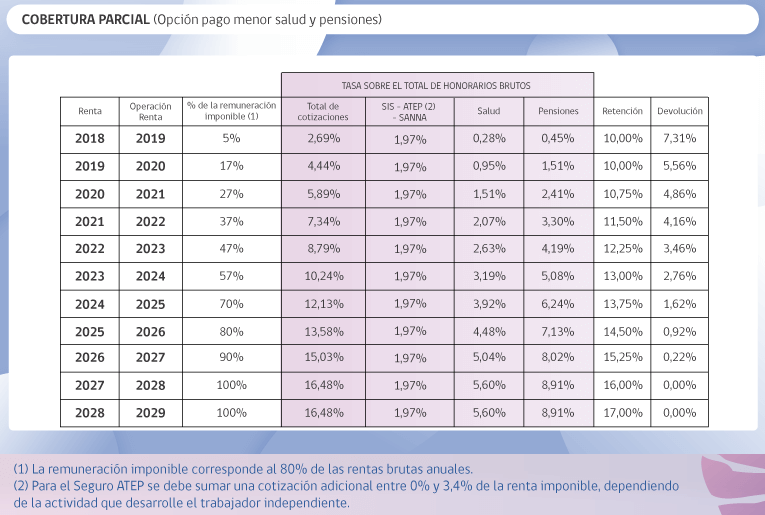 COBERTURA PARCIAL (Opción pago menor salud y pensiones)
TASA SOBRE EL TOTAL DE HONORARIOS BRUTOS
Renta Operación Renta % de la remuneración imponible (1) Total de cotizaciones SIS - ATEP (2) - SANNA Salud Pensiones Retención Devolución
2018 2019 5% 2,69% 1,97% 0,28% 0,45% 10,00% 7,31%
2019 2020 17% 4,44% 1,97% 0,95% 1,51% 10,00% 5,56%
2020 2021 27% 5,89% 1,97% 1,51% 2,41% 10,75% 4,86%
2021 2022 37% 7,34% 1,97% 2,07% 3,30% 11,50% 4,16%
2022 2023 47% 8,79% 1,97% 2,63% 4,19% 12,25% 3,46%
2023 2024 57% 10,24% 1,97% 3,19% 5,08% 13,00% 2,76%
2024 2025 70% 12,13% 1,97% 3,92% 6,24% 13,75% 1,62%
2025 2026 80% 13,58% 1,97% 4,48% 7,13% 14,50% 0,92%
2026 2027 90% 15,03% 1,97% 5,04% 8,02% 15,25% 0,22%
2027 2028 100% 16,48% 1,97% 5,60% 8,91% 16,00% 0,00%
2028 2029 100% 16,48% 1,97% 5,60% 8,91% 17,00% 0,00%
(1) La remuneración imponible corresponde al 80% de las rentas brutas anuales.
(2) Para el Seguro ATEP se debe sumar una cotización adicional entre 0% y 3,4% de la renta imponible, dependiendo
de la actividad que desarrolle el trabajador independiente.